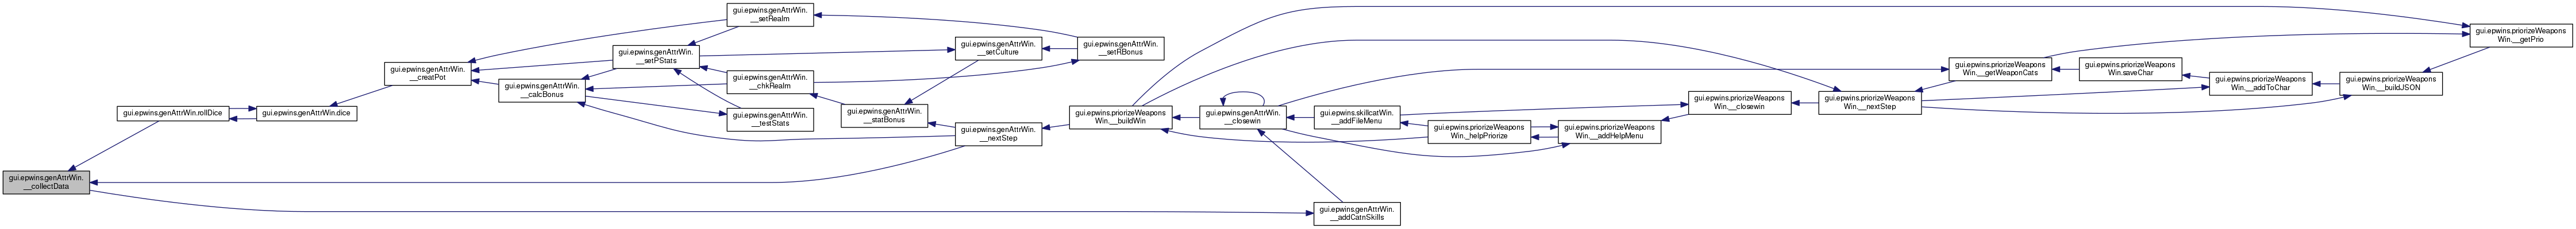 gui.epwins.genAttrWin.
__collectData
gui.epwins.genAttrWin.rollDice
gui.epwins.genAttrWin.dice
gui.epwins.genAttrWin.
__creatPot
gui.epwins.genAttrWin.
__calcBonus
gui.epwins.genAttrWin.
__setPStats
gui.epwins.genAttrWin.
__setRealm
gui.epwins.genAttrWin.
__chkRealm
gui.epwins.genAttrWin.
__testStats
gui.epwins.genAttrWin.
__statBonus
gui.epwins.genAttrWin.
__setCulture
gui.epwins.genAttrWin.
__nextStep
gui.epwins.genAttrWin.
__setRBonus
gui.epwins.priorizeWeapons
Win.__buildWin
gui.epwins.genAttrWin.
__closewin
gui.epwins.skillcatWin.
__addFileMenu
gui.epwins.genAttrWin.
__addCatnSkills
gui.epwins.priorizeWeapons
Win._helpPriorize
gui.epwins.priorizeWeapons
Win.__addHelpMenu
gui.epwins.priorizeWeapons
Win.__closewin
gui.epwins.priorizeWeapons
Win.__nextStep
gui.epwins.priorizeWeapons
Win.__getWeaponCats
gui.epwins.priorizeWeapons
Win.saveChar
gui.epwins.priorizeWeapons
Win.__addToChar
gui.epwins.priorizeWeapons
Win.__buildJSON
gui.epwins.priorizeWeapons
Win.__getPrio